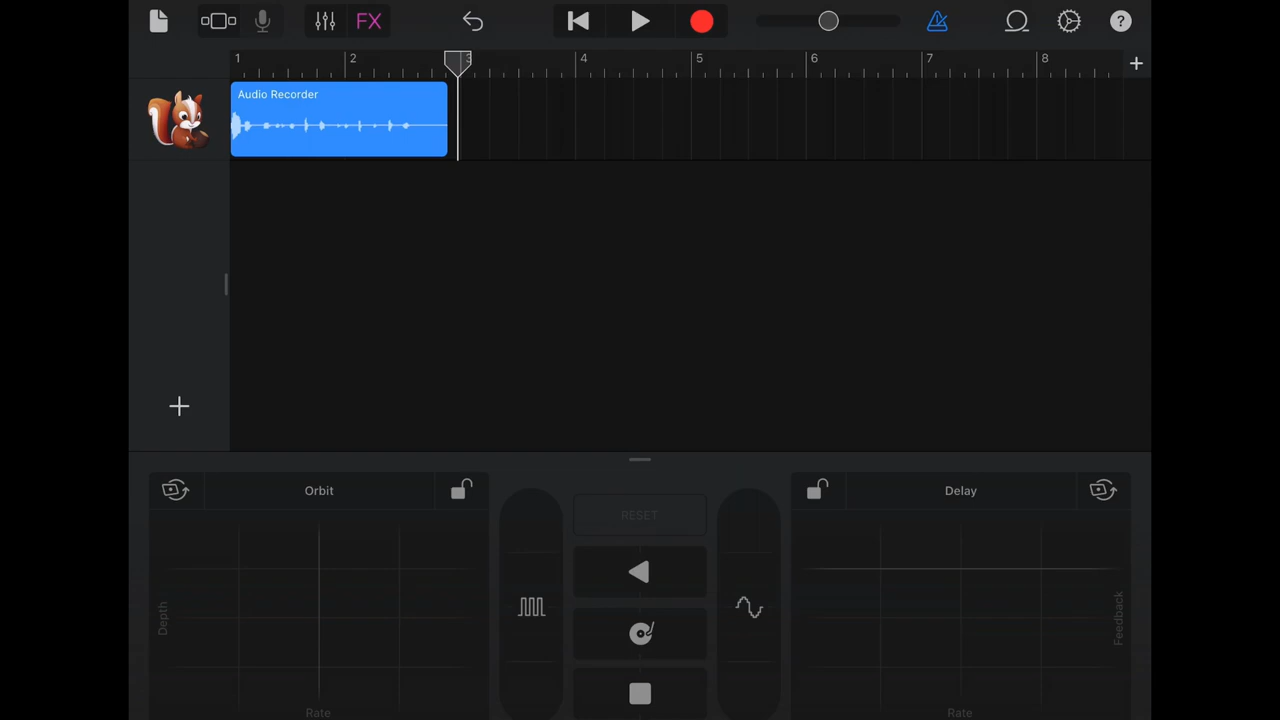 FX
?
1 2 3 4 5 6 7 8
Audio Recorder
Orbit
RESET
Delay
Depth
Feedback
Rate
Rate